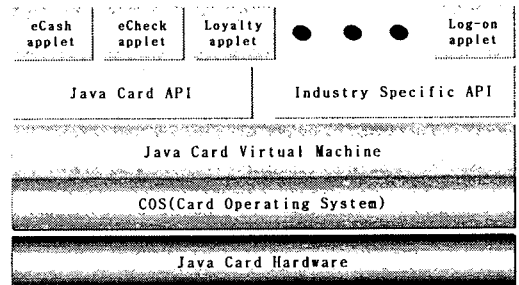 eCash applet
eCheck applet
Loyalty applet
Log-on applet
Java Card API
Industry Specific API
Java Card Virtual Machine
COS(Card Operating System)
Java Card Hardware